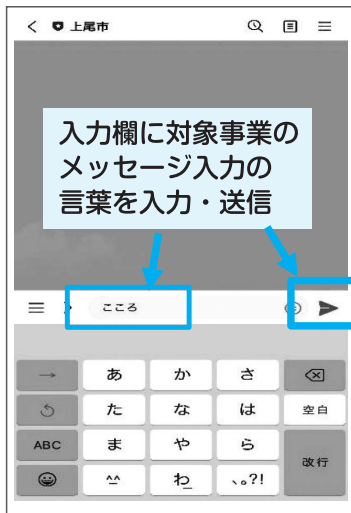 上尾市
入力欄に対象事業の
メッセージ入力の
言葉を入力・送信
こころ
→ あ か さ
た な は 空白
ABC ま や ら 改行
^^ わ_ 、。?!